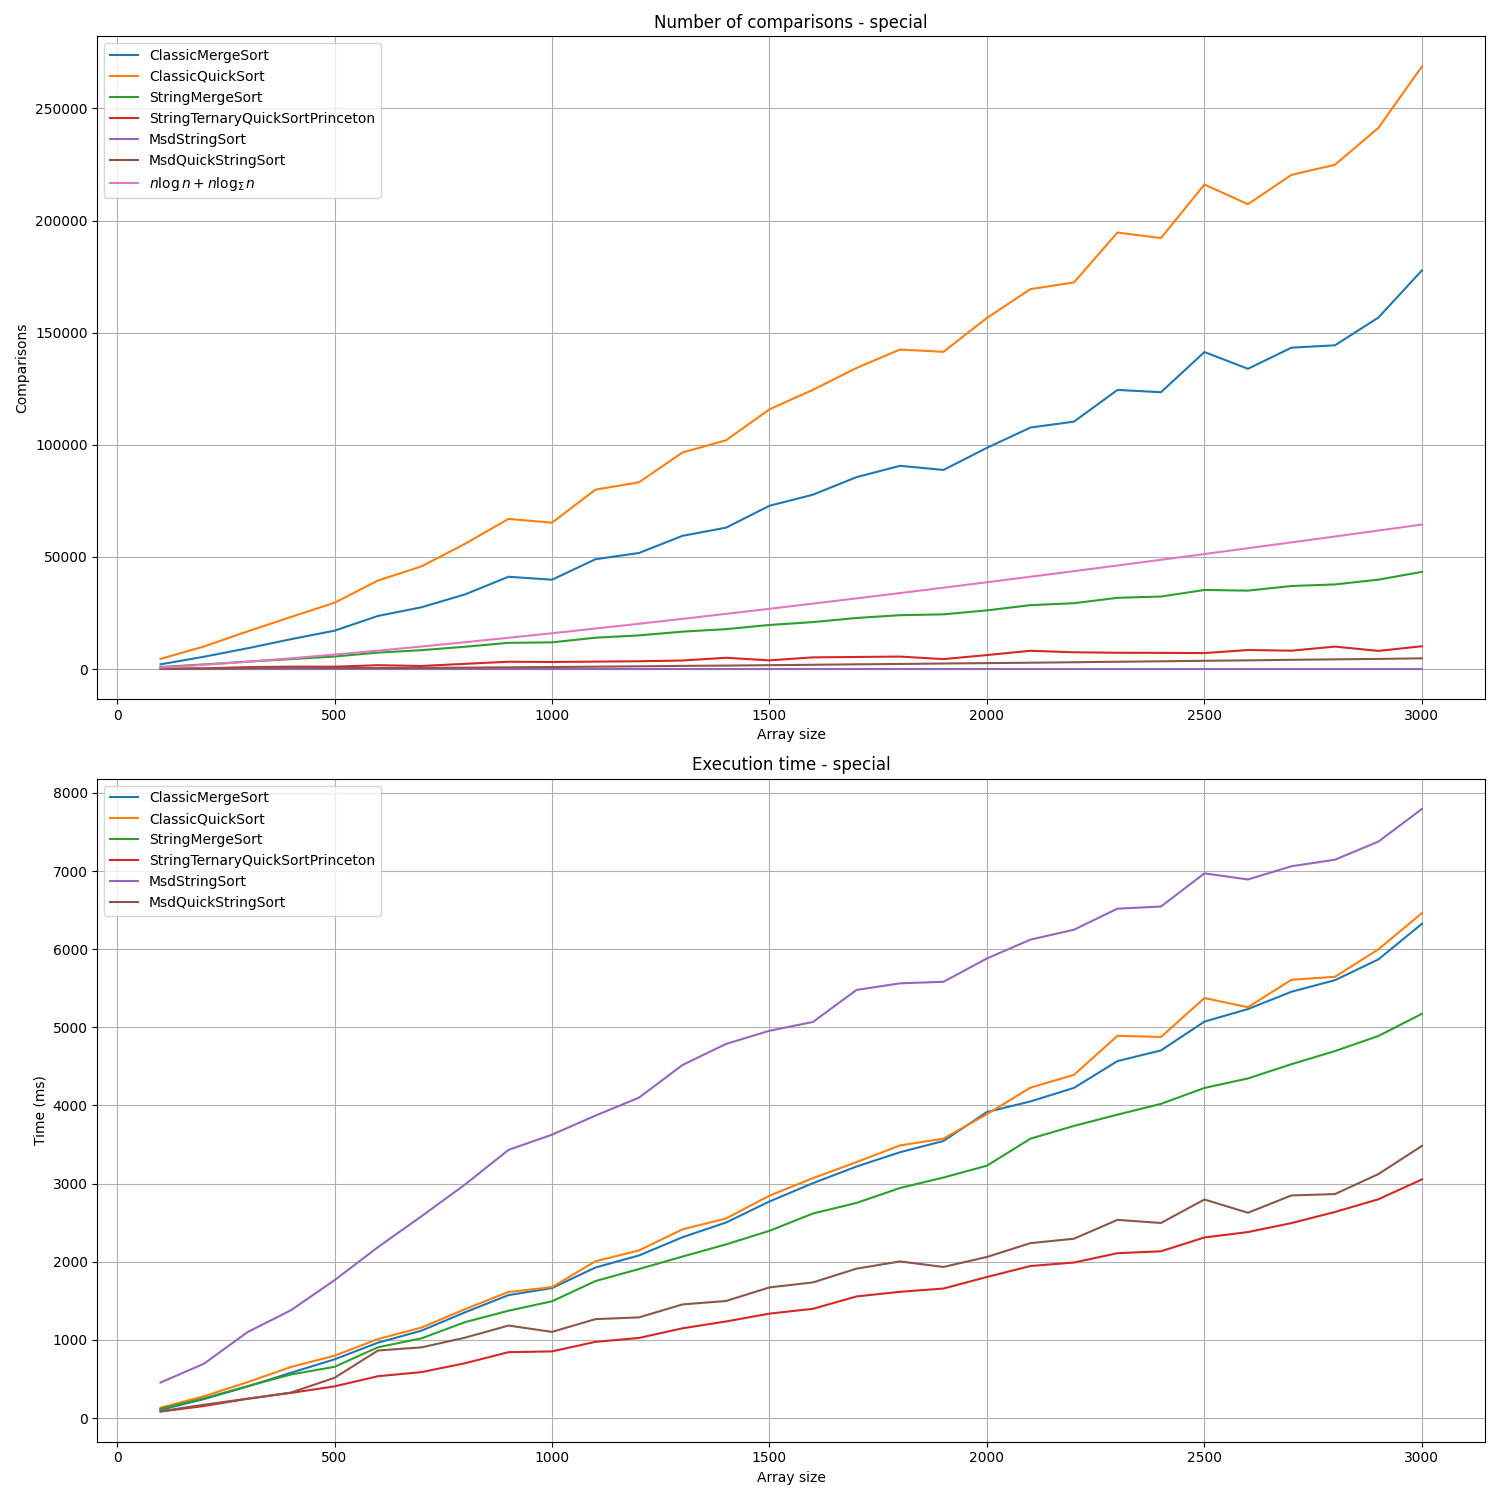 Number of comparisons - special
ClassicMergeSort
ClassicQuickSort
StringMergeSort
StringTernaryQuickSortPrinceton
MsdStringSort
MsdQuickStringSort
n log n + n log_Σ n
250000
200000
150000
100000
50000
0
Comparisons
0 500 1000 1500 2000 2500 3000
Array size
Execution time - special
ClassicMergeSort
ClassicQuickSort
StringMergeSort
StringTernaryQuickSortPrinceton
MsdStringSort
MsdQuickStringSort
8000
7000
6000
5000
4000
3000
2000
1000
0
Time (ms)
0 500 1000 1500 2000 2500 3000
Array size